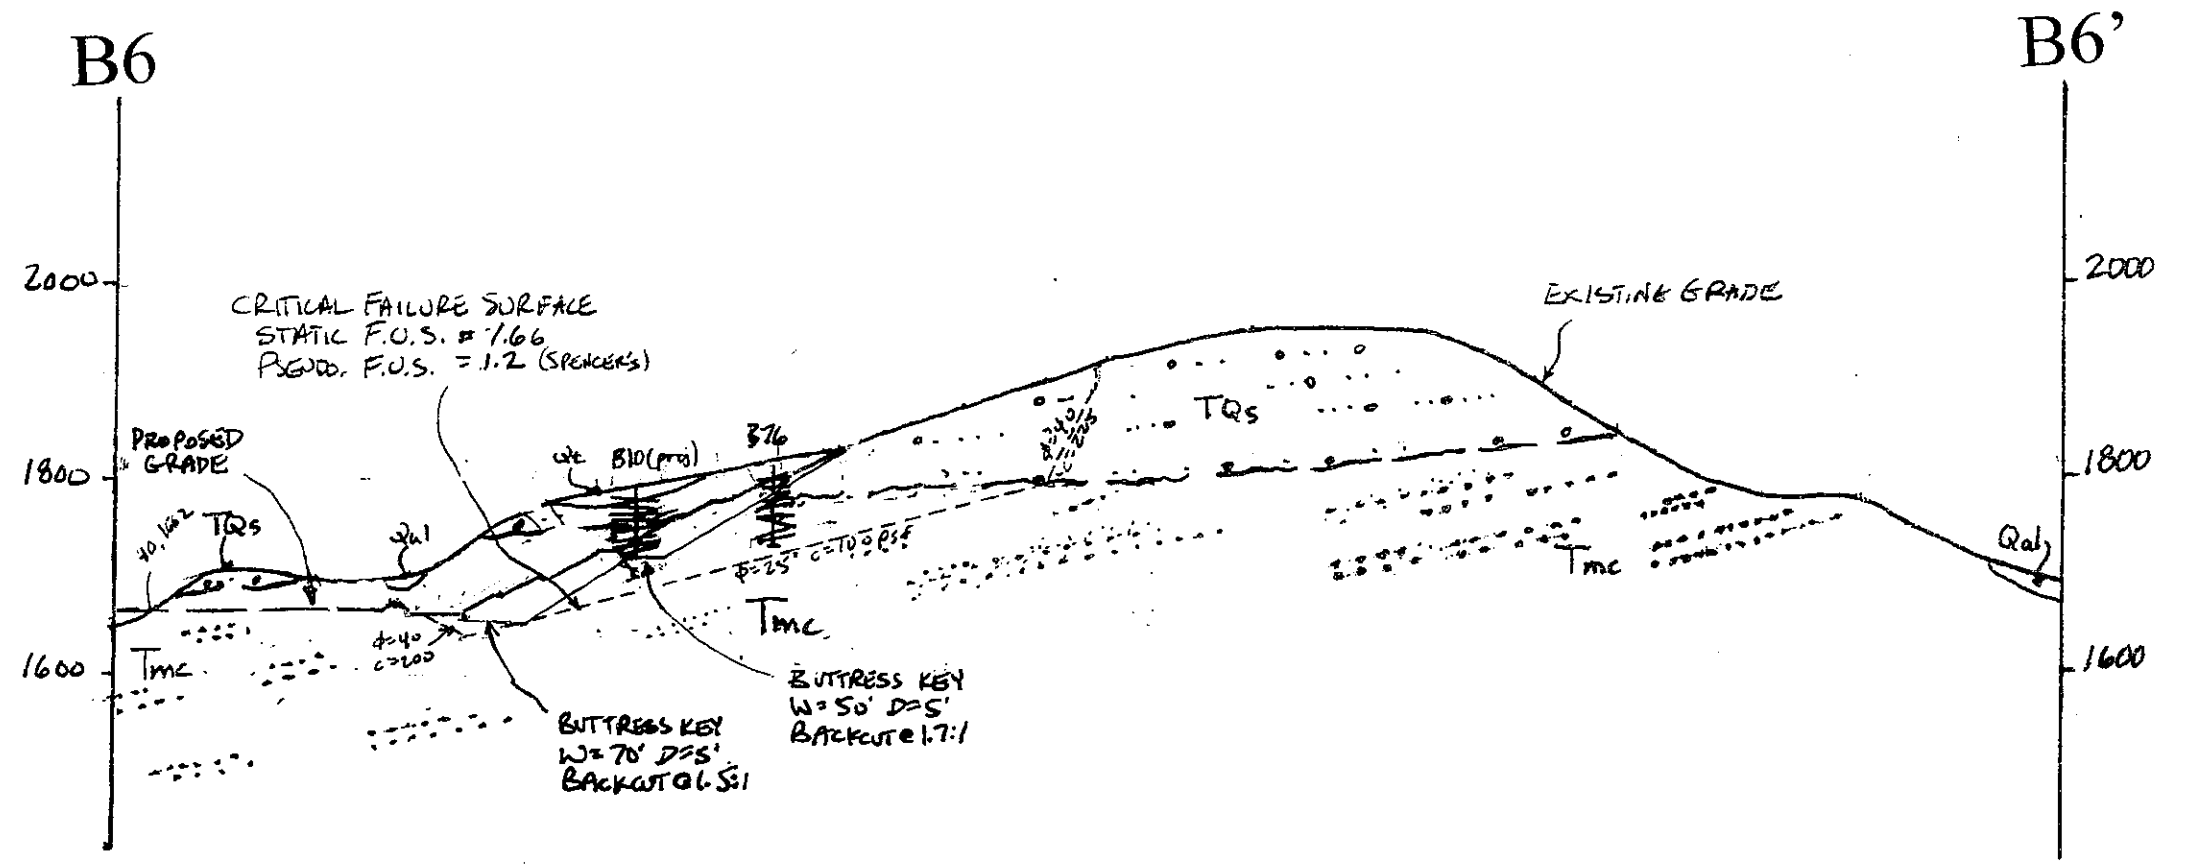 B6
B6’
2000
2000
CRITICAL FAILURE SURFACE
STATIC F.O.S. = 1.66
PSEUDO. F.O.S. = 1.2 (SPENCER'S)
EXISTING GRADE
TQs
PROPOSED
GRADE
B10 (proj)
1800
1800
TQs
Qal
Qal
φ=25° c=700 psf
Tmc
Tmc
φ=40
c=200
1600
Tmc
1600
BUTTRESS KEY
W=50' D=5'
BACKCUT @ 1.7:1
BUTTRESS KEY
W=70' D=5'
BACKCUT @ 1.5:1